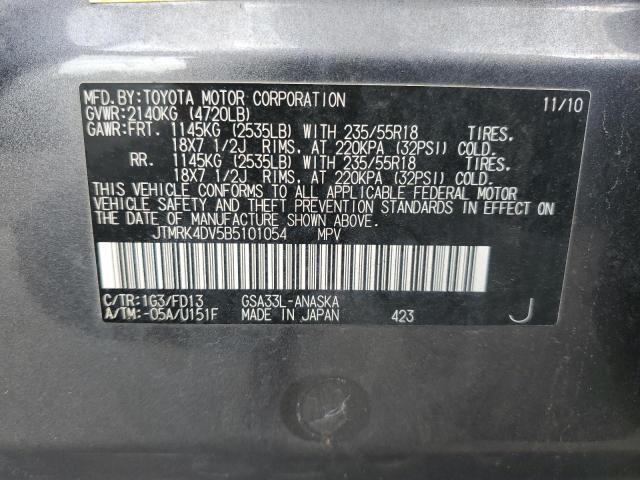 MFD.BY:TOYOTA MOTOR CORPORATION 11/10
GVWR:2140KG (4720LB)
GAWR:FRT. 1145KG (2535LB) WITH 235/55R18 TIRES.
18X7 1/2J RIMS. AT 220KPA (32PSI) COLD.
RR. 1145KG (2535LB) WITH 235/55R18 TIRES.
18X7 1/2J RIMS. AT 220KPA (32PSI) COLD.
THIS VEHICLE CONFORMS TO ALL APPLICABLE FEDERAL MOTOR
VEHICLE SAFETY AND THEFT PREVENTION STANDARDS IN EFFECT ON
THE DATE OF MANUFACTURE SHOWN ABOVE.
JTMRK4DV5B5101054 MPV
C/TR:1G3/FD13 GSA33L-ANASKA
A/TM:-05A/U151F MADE IN JAPAN 423 J